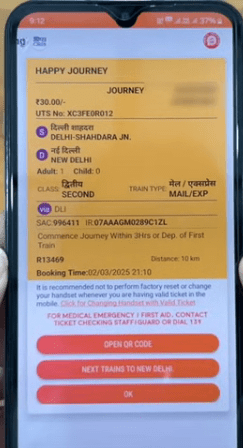 9:12
37%
HAPPY JOURNEY
JOURNEY
₹30.00/-
UTS No: XC3FE0R012
S दिल्ली शाहदरा
DELHI-SHAHDARA JN.
D नई दिल्ली
NEW DELHI
Adult: 1 Child: 0
CLASS: द्वितीय TRAIN TYPE: मेल / एक्सप्रैस
SECOND MAIL/EXP
via DLI
SAC:996411 IR:07AAAGM0289C1ZL
Commence Journey Within 3Hrs or Dep. of First
Train
R13469 Distance: 10 km
Booking Time:02/03/2025 21:10
It is recommended not to perform factory reset or change
your handset whenever you are having valid ticket in the
mobile. Click for Changing Handset with Valid Ticket
FOR MEDICAL EMERGENCY / FIRST AID. CONTACT
TICKET CHECKING STAFF/GUARD OR DIAL 139
OPEN QR CODE
NEXT TRAINS TO NEW DELHI
OK